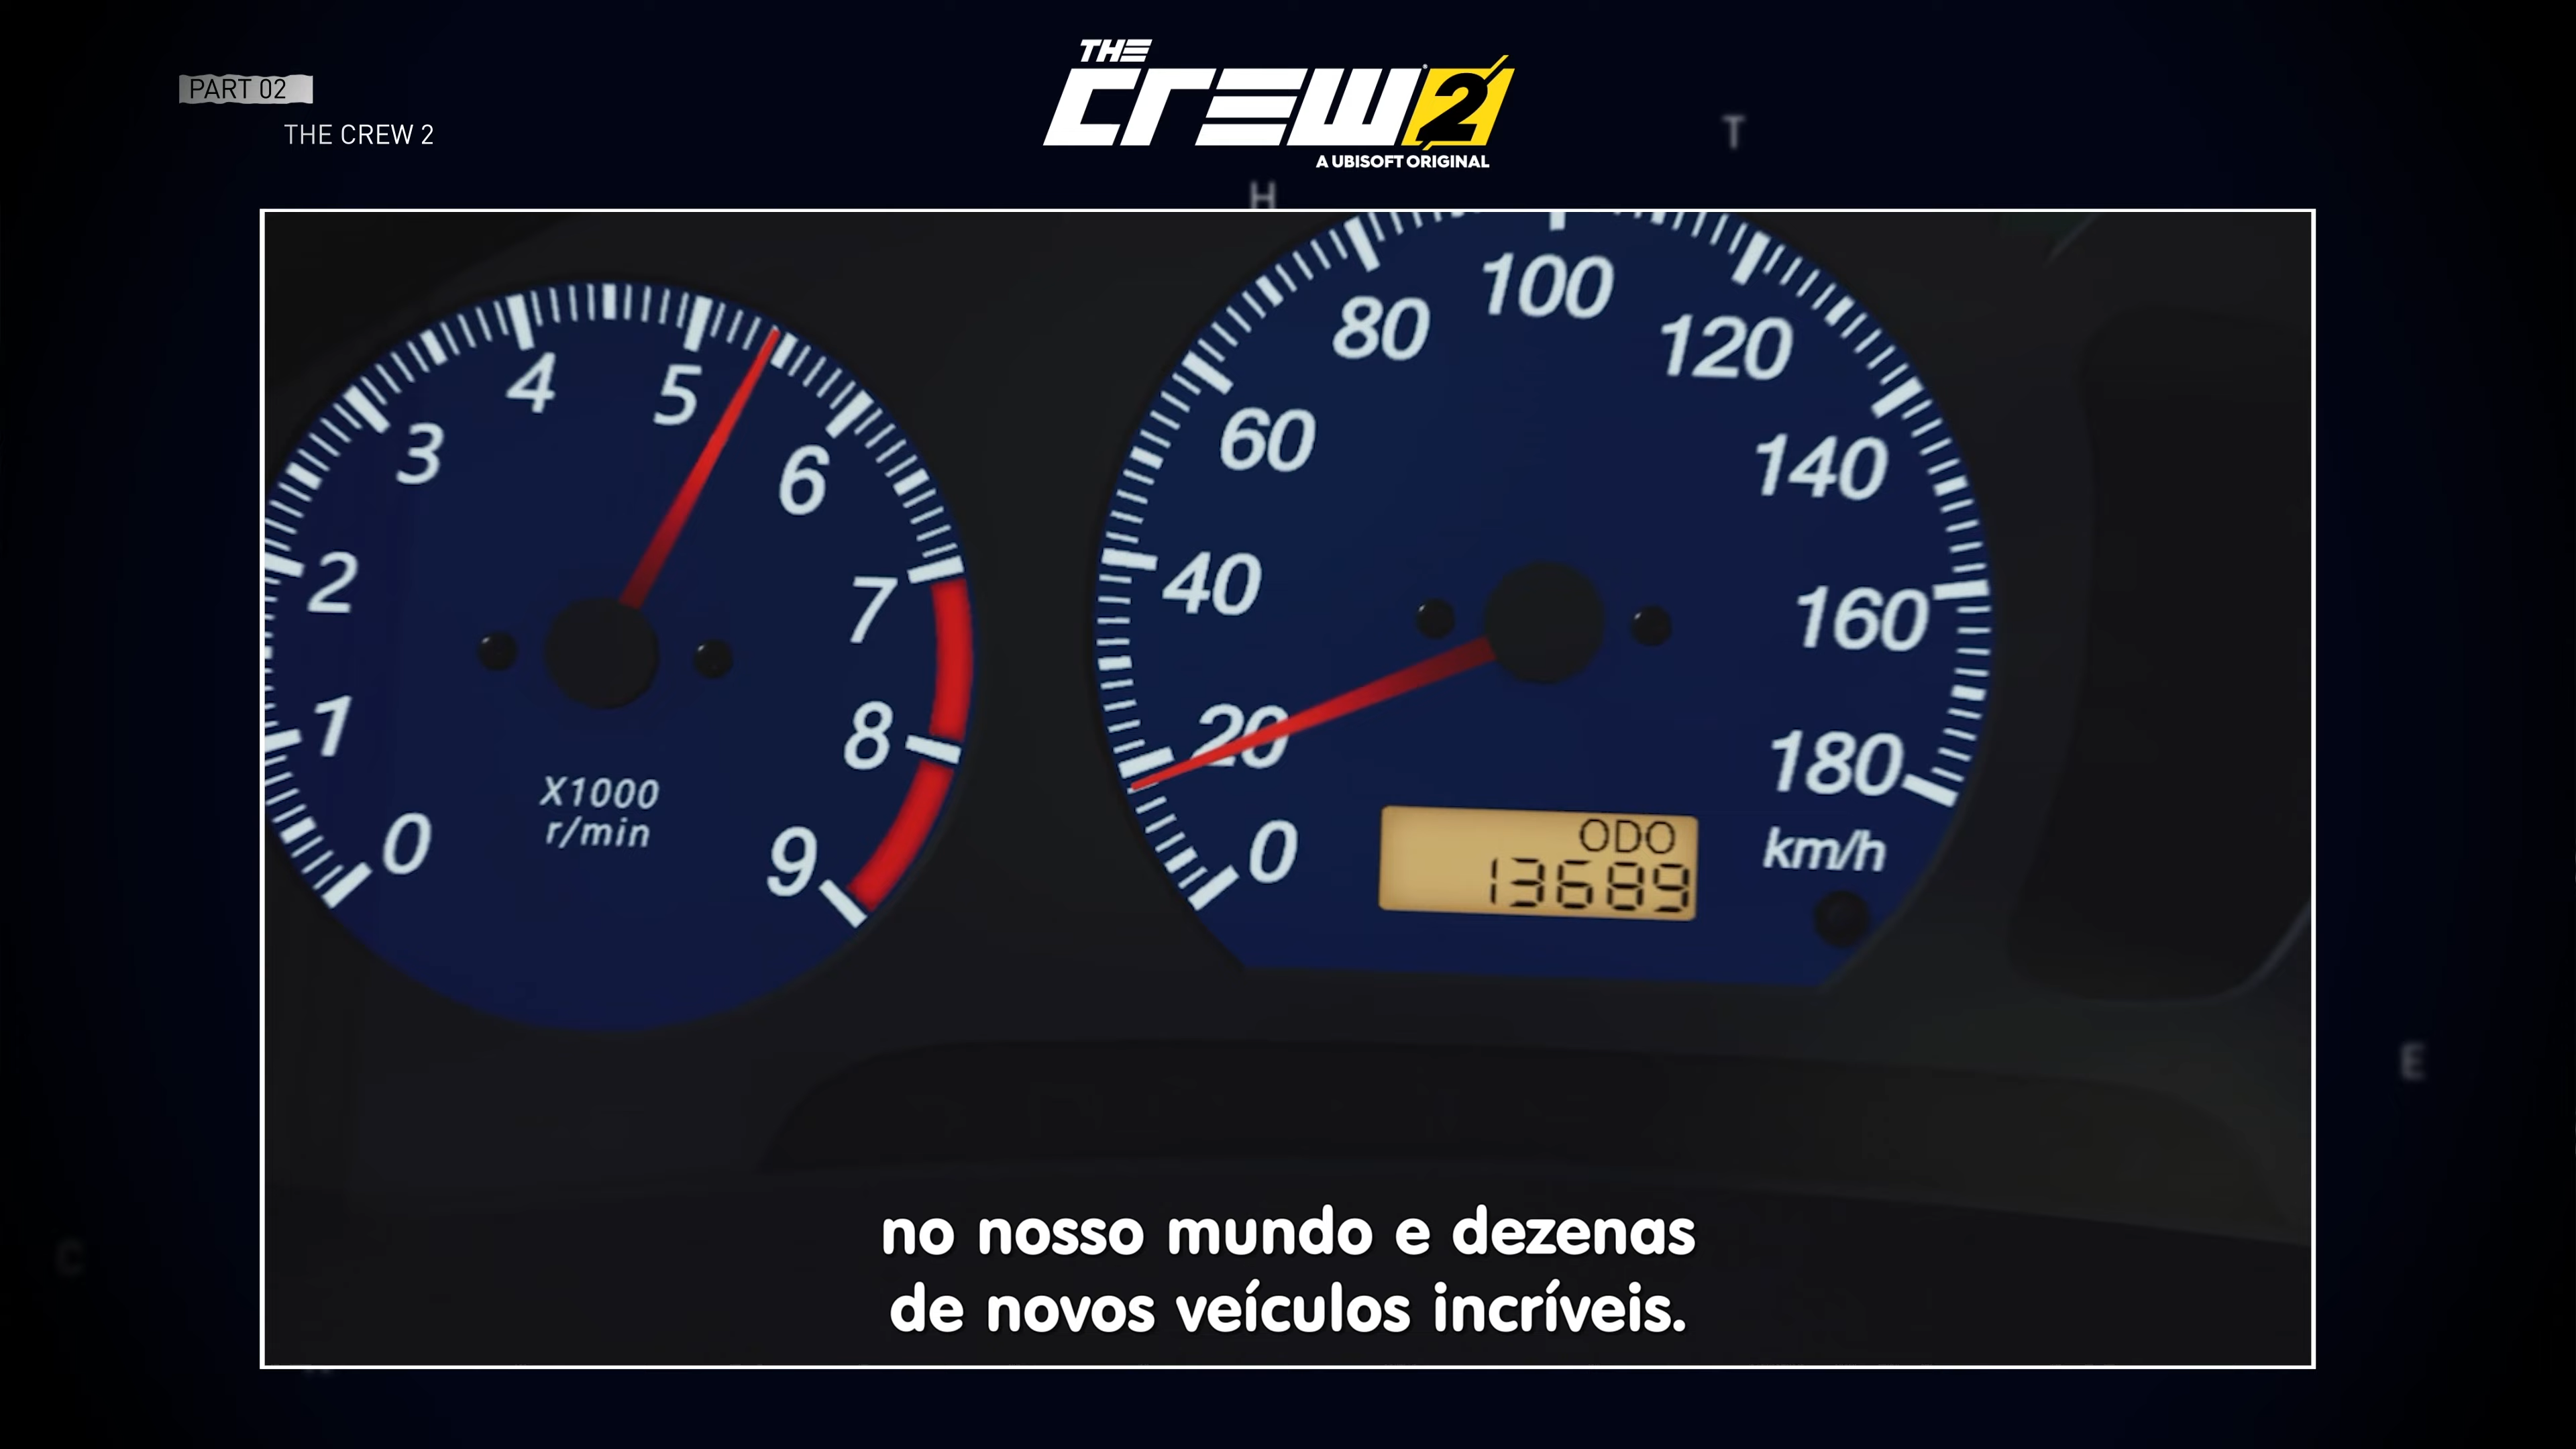 PART 02
THE CREW 2
THE
CREW2
A UBISOFT ORIGINAL
T
H
0
1
2
3
4
5
6
7
8
9
X1000
r/min
0
20
40
60
80
100
120
140
160
180
km/h
ODO
13689
E
C
no nosso mundo e dezenas
de novos veículos incríveis.